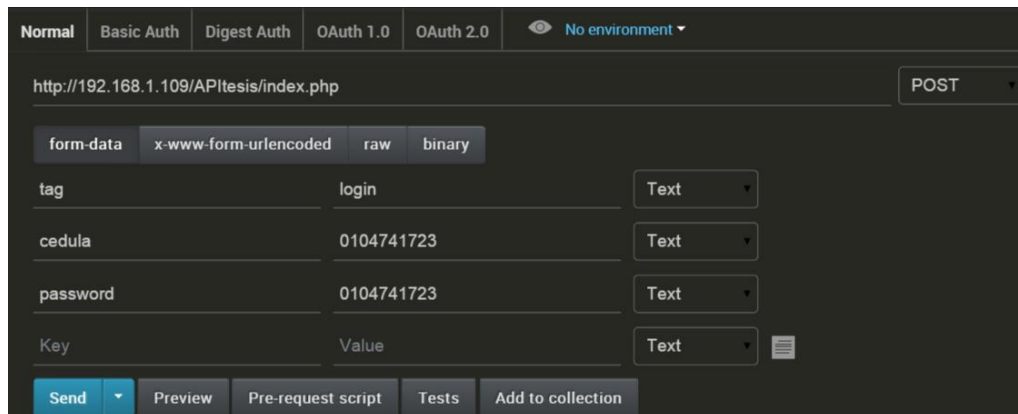 Normal Basic Auth Digest Auth OAuth 1.0 OAuth 2.0 No environment
http://192.168.1.109/APItesis/index.php POST
form-data x-www-form-urlencoded raw binary
tag login Text
cedula 0104741723 Text
password 0104741723 Text
Key Value Text
Send Preview Pre-request script Tests Add to collection